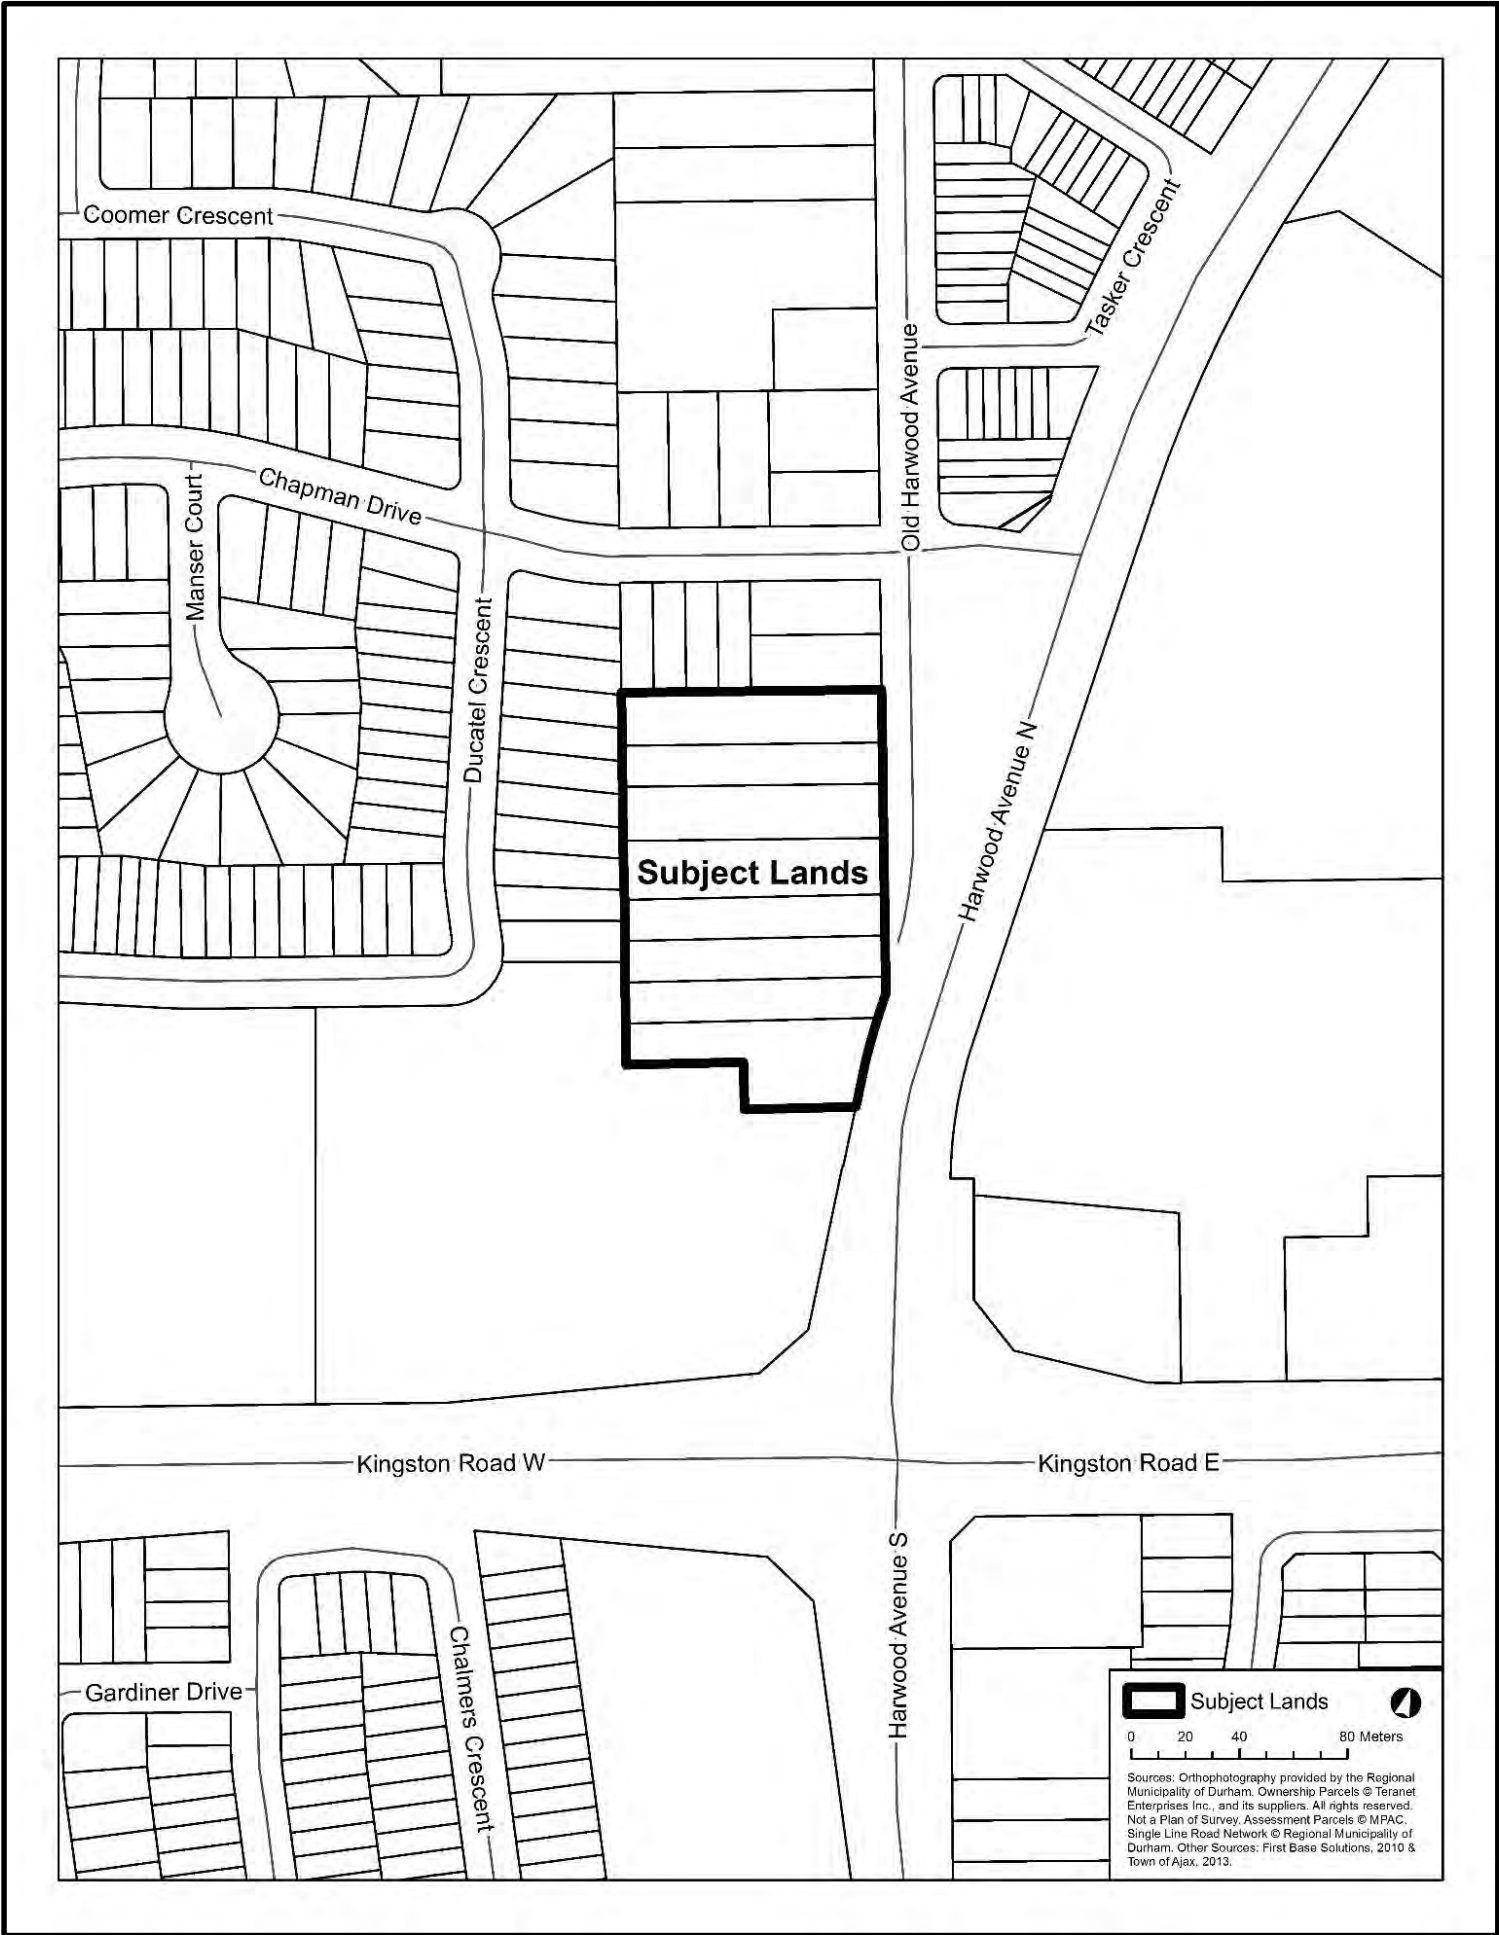 Coomer Crescent
Tasker Crescent
Old Harwood Avenue
Chapman Drive
Manser Court
Ducatel Crescent
Harwood Avenue N
Subject Lands
Kingston Road W
Kingston Road E
Harwood Avenue S
Chalmers Crescent
Gardiner Drive
Subject Lands
0 20 40 80 Meters
Sources: Orthophotography provided by the Regional
Municipality of Durham. Ownership Parcels © Teranet
Enterprises Inc., and its suppliers. All rights reserved.
Not a Plan of Survey. Assessment Parcels © MPAC.
Single Line Road Network © Regional Municipality of
Durham. Other Sources: First Base Solutions, 2010 &
Town of Ajax, 2013.